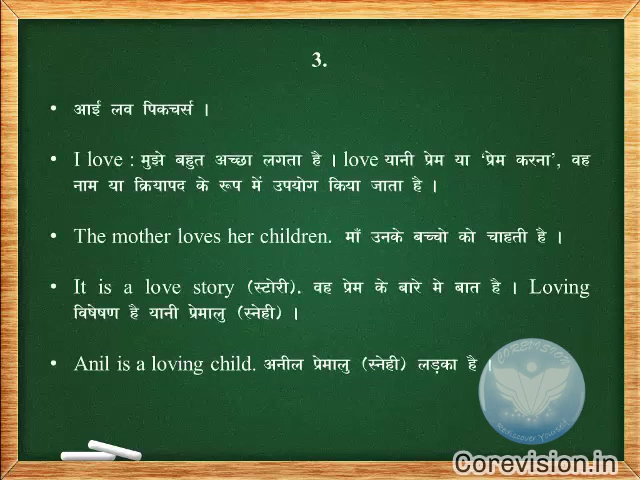 3.
• आई लव पिकचर्स ।
• I love : मुझे बहुत अच्छा लगता है । love यानी प्रेम या ‘प्रेम करना’, वह
नाम या क्रियापद के रूप में उपयोग किया जाता है ।
• The mother loves her children. माँ उनके बच्चो को चाहती है ।
• It is a love story (स्टोरी). वह प्रेम के बारे मे बात है । Loving
विषेषण है यानी प्रेमालु (स्नेही) ।
• Anil is a loving child. अनील प्रेमालु (स्नेही) लड़का है ।
COREVISION
Rediscover Yourself
Corevision.in